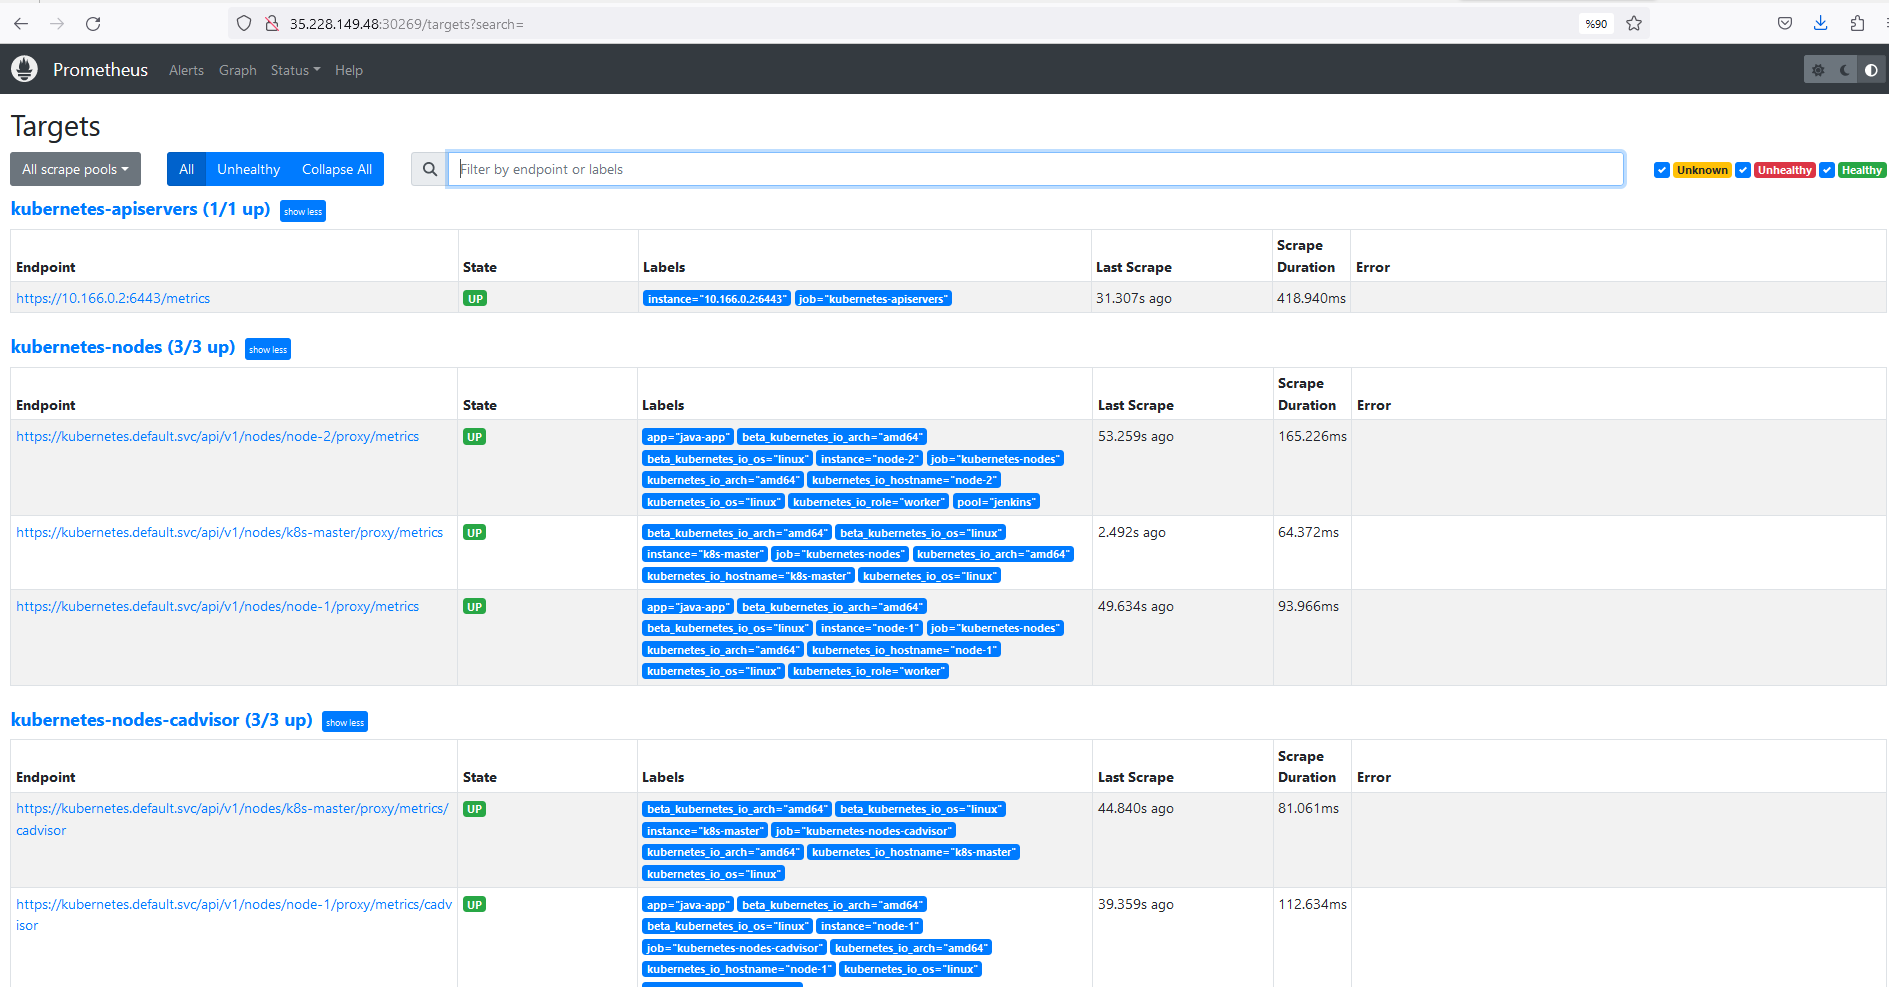 35.228.149.48:30269/targets?search=
%90
Prometheus Alerts Graph Status Help
Targets
All scrape pools All Unhealthy Collapse All Filter by endpoint or labels Unknown Unhealthy Healthy
kubernetes-apiservers (1/1 up) show less
Endpoint State Labels Last Scrape Scrape Duration Error
https://10.166.0.2:6443/metrics UP instance="10.166.0.2:6443" job="kubernetes-apiservers" 31.307s ago 418.940ms
kubernetes-nodes (3/3 up) show less
Endpoint State Labels Last Scrape Scrape Duration Error
https://kubernetes.default.svc/api/v1/nodes/node-2/proxy/metrics UP app="java-app" beta_kubernetes_io_arch="amd64" 53.259s ago 165.226ms
beta_kubernetes_io_os="linux" instance="node-2" job="kubernetes-nodes"
kubernetes_io_arch="amd64" kubernetes_io_hostname="node-2"
kubernetes_io_os="linux" kubernetes_io_role="worker" pool="jenkins"
https://kubernetes.default.svc/api/v1/nodes/k8s-master/proxy/metrics UP beta_kubernetes_io_arch="amd64" beta_kubernetes_io_os="linux" 2.492s ago 64.372ms
instance="k8s-master" job="kubernetes-nodes" kubernetes_io_arch="amd64"
kubernetes_io_hostname="k8s-master" kubernetes_io_os="linux"
https://kubernetes.default.svc/api/v1/nodes/node-1/proxy/metrics UP app="java-app" beta_kubernetes_io_arch="amd64" 49.634s ago 93.966ms
beta_kubernetes_io_os="linux" instance="node-1" job="kubernetes-nodes"
kubernetes_io_arch="amd64" kubernetes_io_hostname="node-1"
kubernetes_io_os="linux" kubernetes_io_role="worker"
kubernetes-nodes-cadvisor (3/3 up) show less
Endpoint State Labels Last Scrape Scrape Duration Error
https://kubernetes.default.svc/api/v1/nodes/k8s-master/proxy/metrics/ UP beta_kubernetes_io_arch="amd64" beta_kubernetes_io_os="linux" 44.840s ago 81.061ms
cadvisor instance="k8s-master" job="kubernetes-nodes-cadvisor"
kubernetes_io_arch="amd64" kubernetes_io_hostname="k8s-master"
kubernetes_io_os="linux"
https://kubernetes.default.svc/api/v1/nodes/node-1/proxy/metrics/cadv UP app="java-app" beta_kubernetes_io_arch="amd64" 39.359s ago 112.634ms
isor beta_kubernetes_io_os="linux" instance="node-1"
job="kubernetes-nodes-cadvisor" kubernetes_io_arch="amd64"
kubernetes_io_hostname="node-1" kubernetes_io_os="linux"